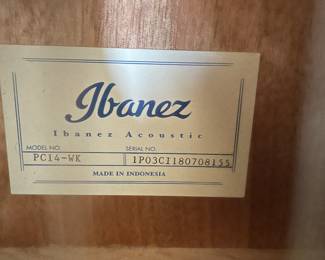 Ibanez
Ibanez Acoustic
MODEL NO. SERIAL NO.
PC14-WK 1P03CI180708155
MADE IN INDONESIA